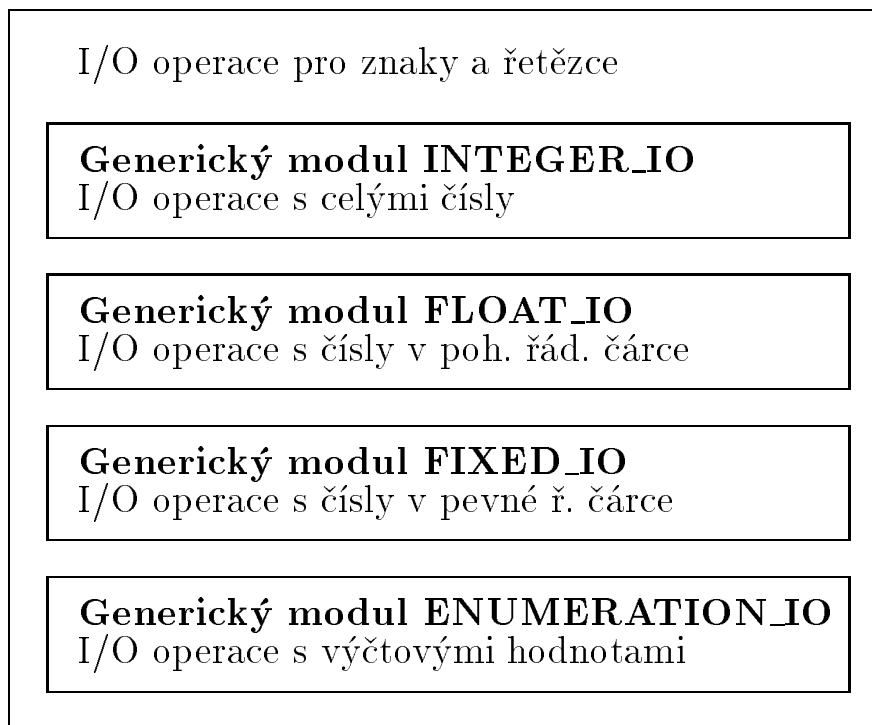 I/O operace pro znaky a řetězce
Generický modul INTEGER_IO
I/O operace s celými čísly
Generický modul FLOAT_IO
I/O operace s čísly v poh. řád. čárce
Generický modul FIXED_IO
I/O operace s čísly v pevné ř. čárce
Generický modul ENUMERATION_IO
I/O operace s výčtovými hodnotami